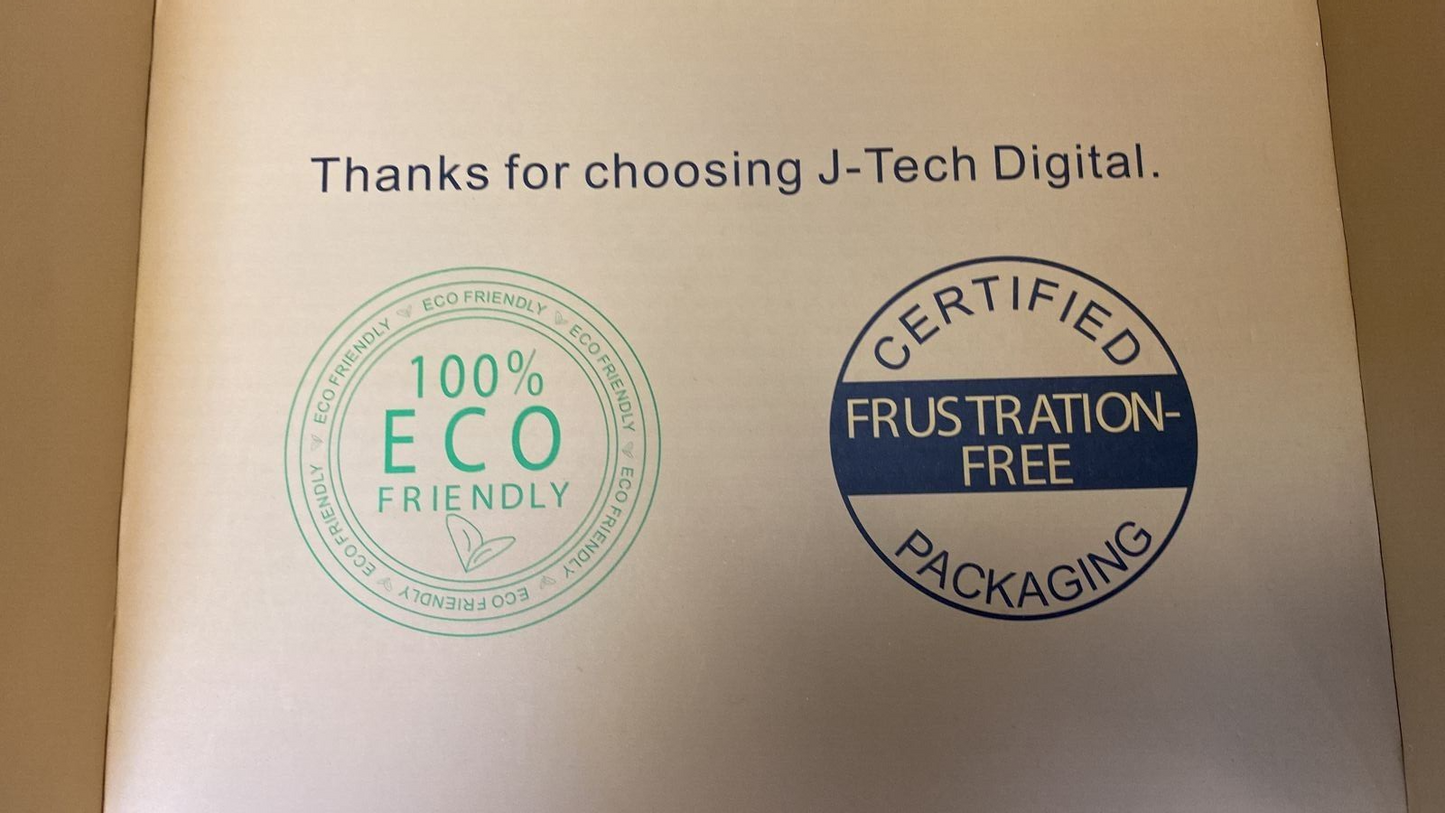 Thanks for choosing J-Tech Digital.
ECO FRIENDLY ECO FRIENDLY ECO FRIENDLY ECO FRIENDLY ECO FRIENDLY ECO FRIENDLY
100%
ECO
FRIENDLY
CERTIFIED
FRUSTRATION-
FREE
PACKAGING